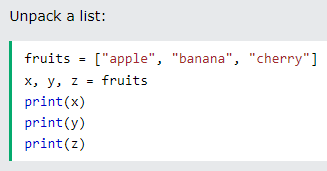 Unpack a list:
fruits = ["apple", "banana", "cherry"]
x, y, z = fruits
print(x)
print(y)
print(z)